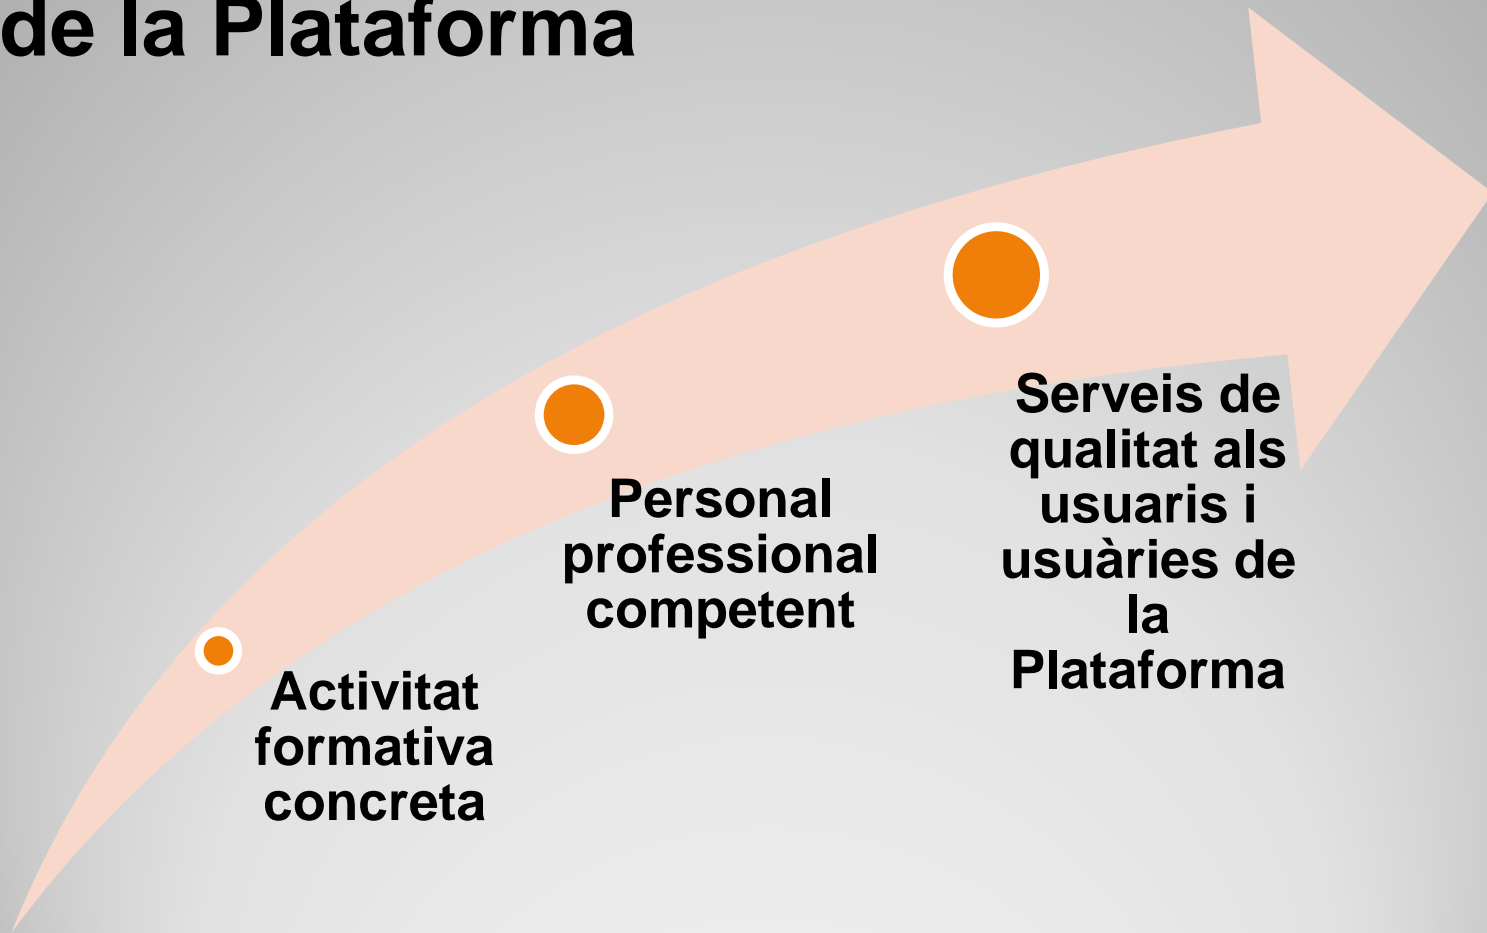 de la Plataforma
Activitat
formativa
concreta
Personal
professional
competent
Serveis de
qualitat als
usuaris i
usuàries de
la
Plataforma